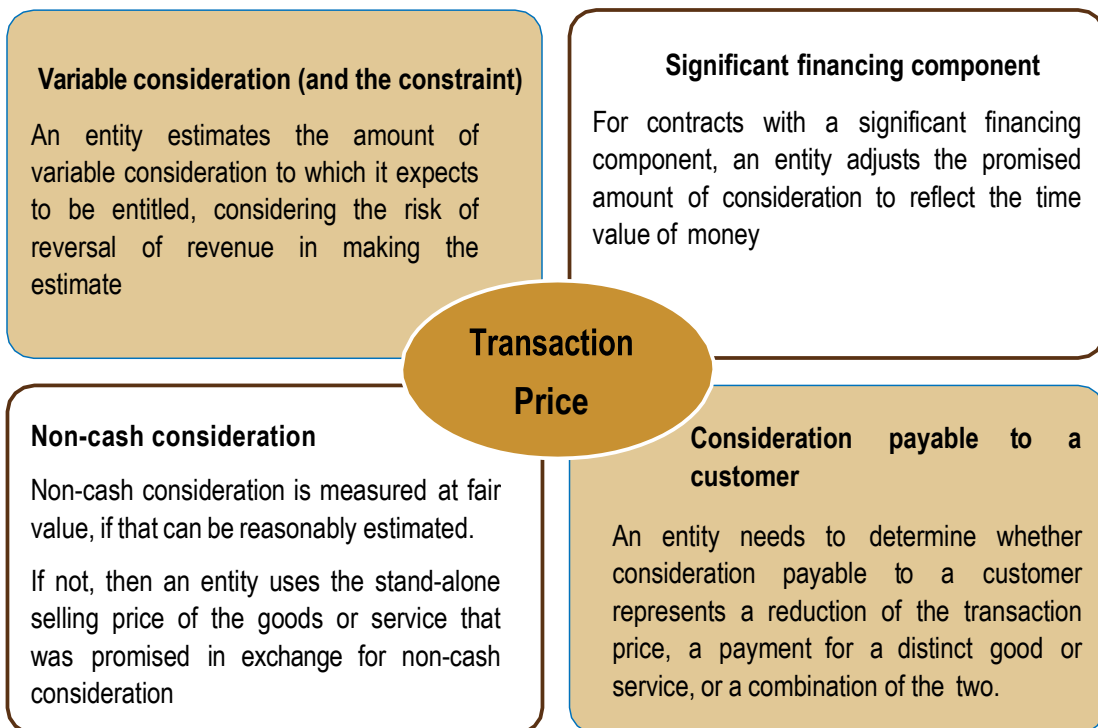 Variable consideration (and the constraint)
An entity estimates the amount of
variable consideration to which it expects
to be entitled, considering the risk of
reversal of revenue in making the
estimate
Significant financing component
For contracts with a significant financing
component, an entity adjusts the promised
amount of consideration to reflect the time
value of money
Transaction
Price
Non-cash consideration
Non-cash consideration is measured at fair
value, if that can be reasonably estimated.
If not, then an entity uses the stand-alone
selling price of the goods or service that
was promised in exchange for non-cash
consideration
Consideration payable to a
customer
An entity needs to determine whether
consideration payable to a customer
represents a reduction of the transaction
price, a payment for a distinct good or
service, or a combination of the two.